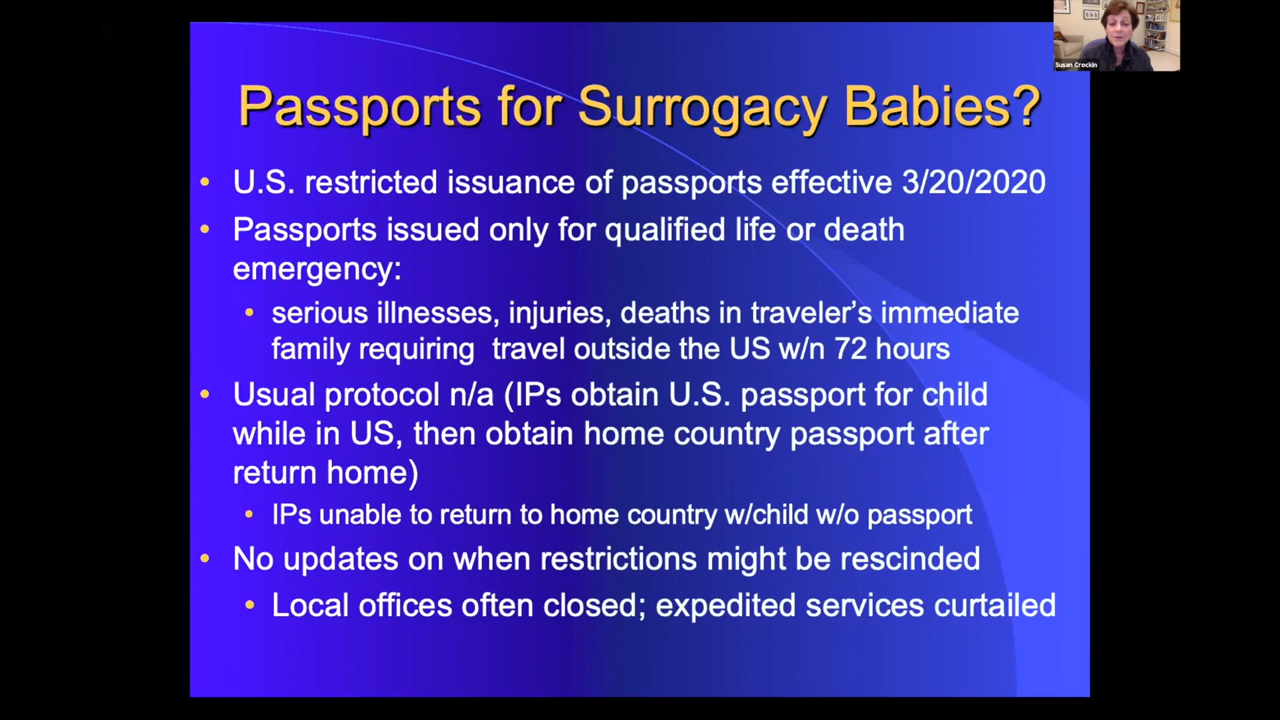 Susan Crockin
Passports for Surrogacy Babies?
• U.S. restricted issuance of passports effective 3/20/2020
• Passports issued only for qualified life or death
emergency:
• serious illnesses, injuries, deaths in traveler's immediate
family requiring travel outside the US w/n 72 hours
• Usual protocol n/a (IPs obtain U.S. passport for child
while in US, then obtain home country passport after
return home)
• IPs unable to return to home country w/child w/o passport
• No updates on when restrictions might be rescinded
• Local offices often closed; expedited services curtailed